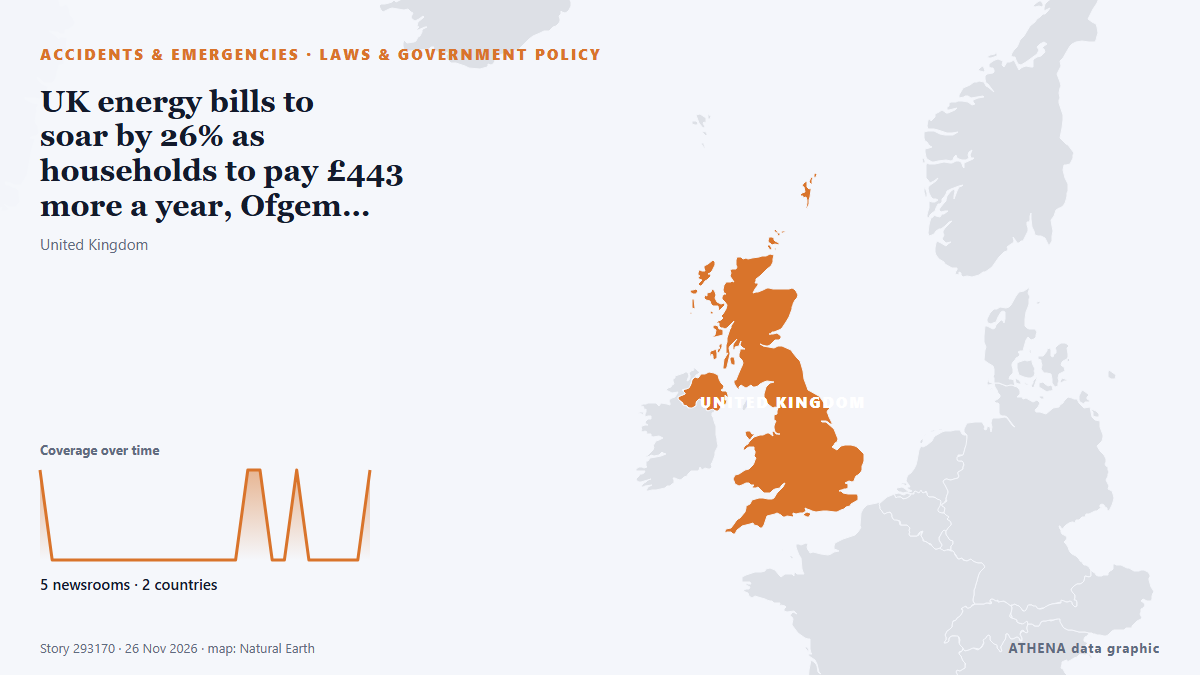 ACCIDENTS & EMERGENCIES · LAWS & GOVERNMENT POLICY
UK energy bills to
soar by 26% as
households to pay £443
more a year, Ofgem...
United Kingdom
UNITED KINGDOM
Coverage over time
5 newsrooms · 2 countries
Story 293170 · 26 Nov 2026 · map: Natural Earth
ATHENA data graphic